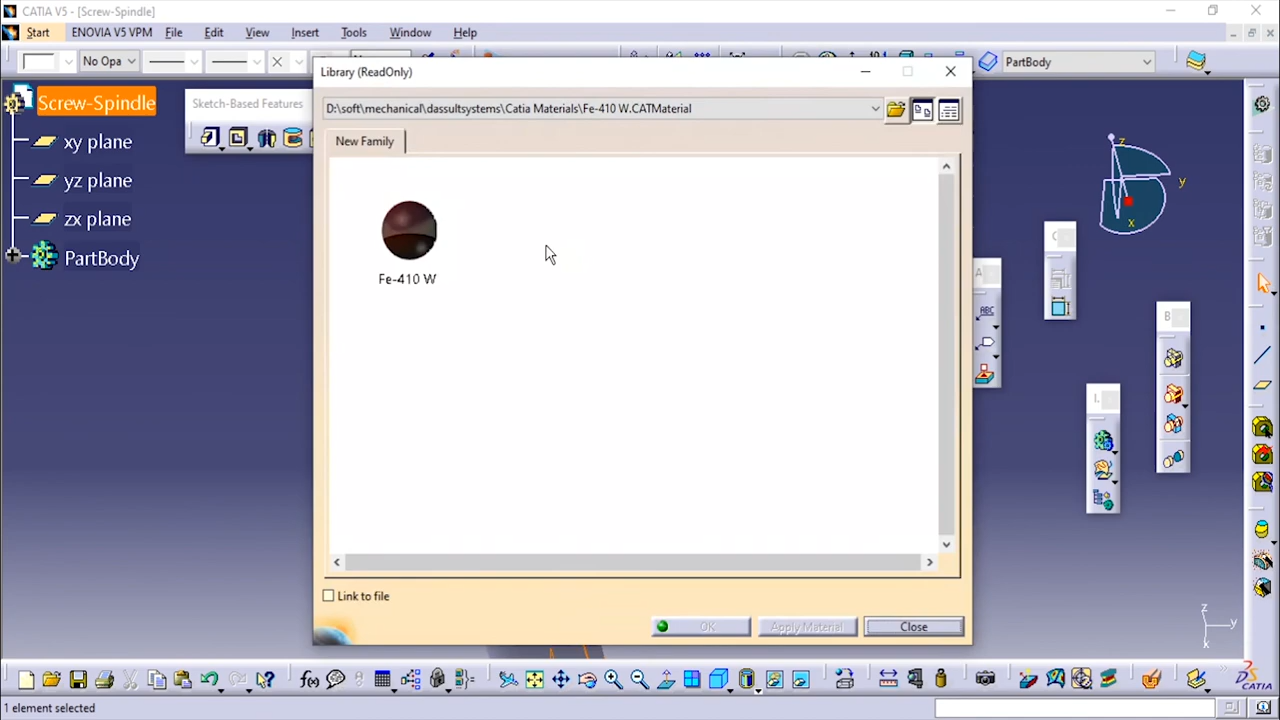 CATIA V5 - [Screw-Spindle]
Start ENOVIA V5 VPM File Edit View Insert Tools Window Help
No Opa PartBody
Library (ReadOnly)
Screw-Spindle Sketch-Based Features D:\soft\mechanical\dassultsystems\Catia Materials\Fe-410 W.CATMaterial
New Family
xy plane
yz plane
zx plane
PartBody
z
y
x
Fe-410 W
C
A
ABC
B
I.
Link to file
OK Apply Material Close
z
y
x
f(x)
CATIA
1 element selected